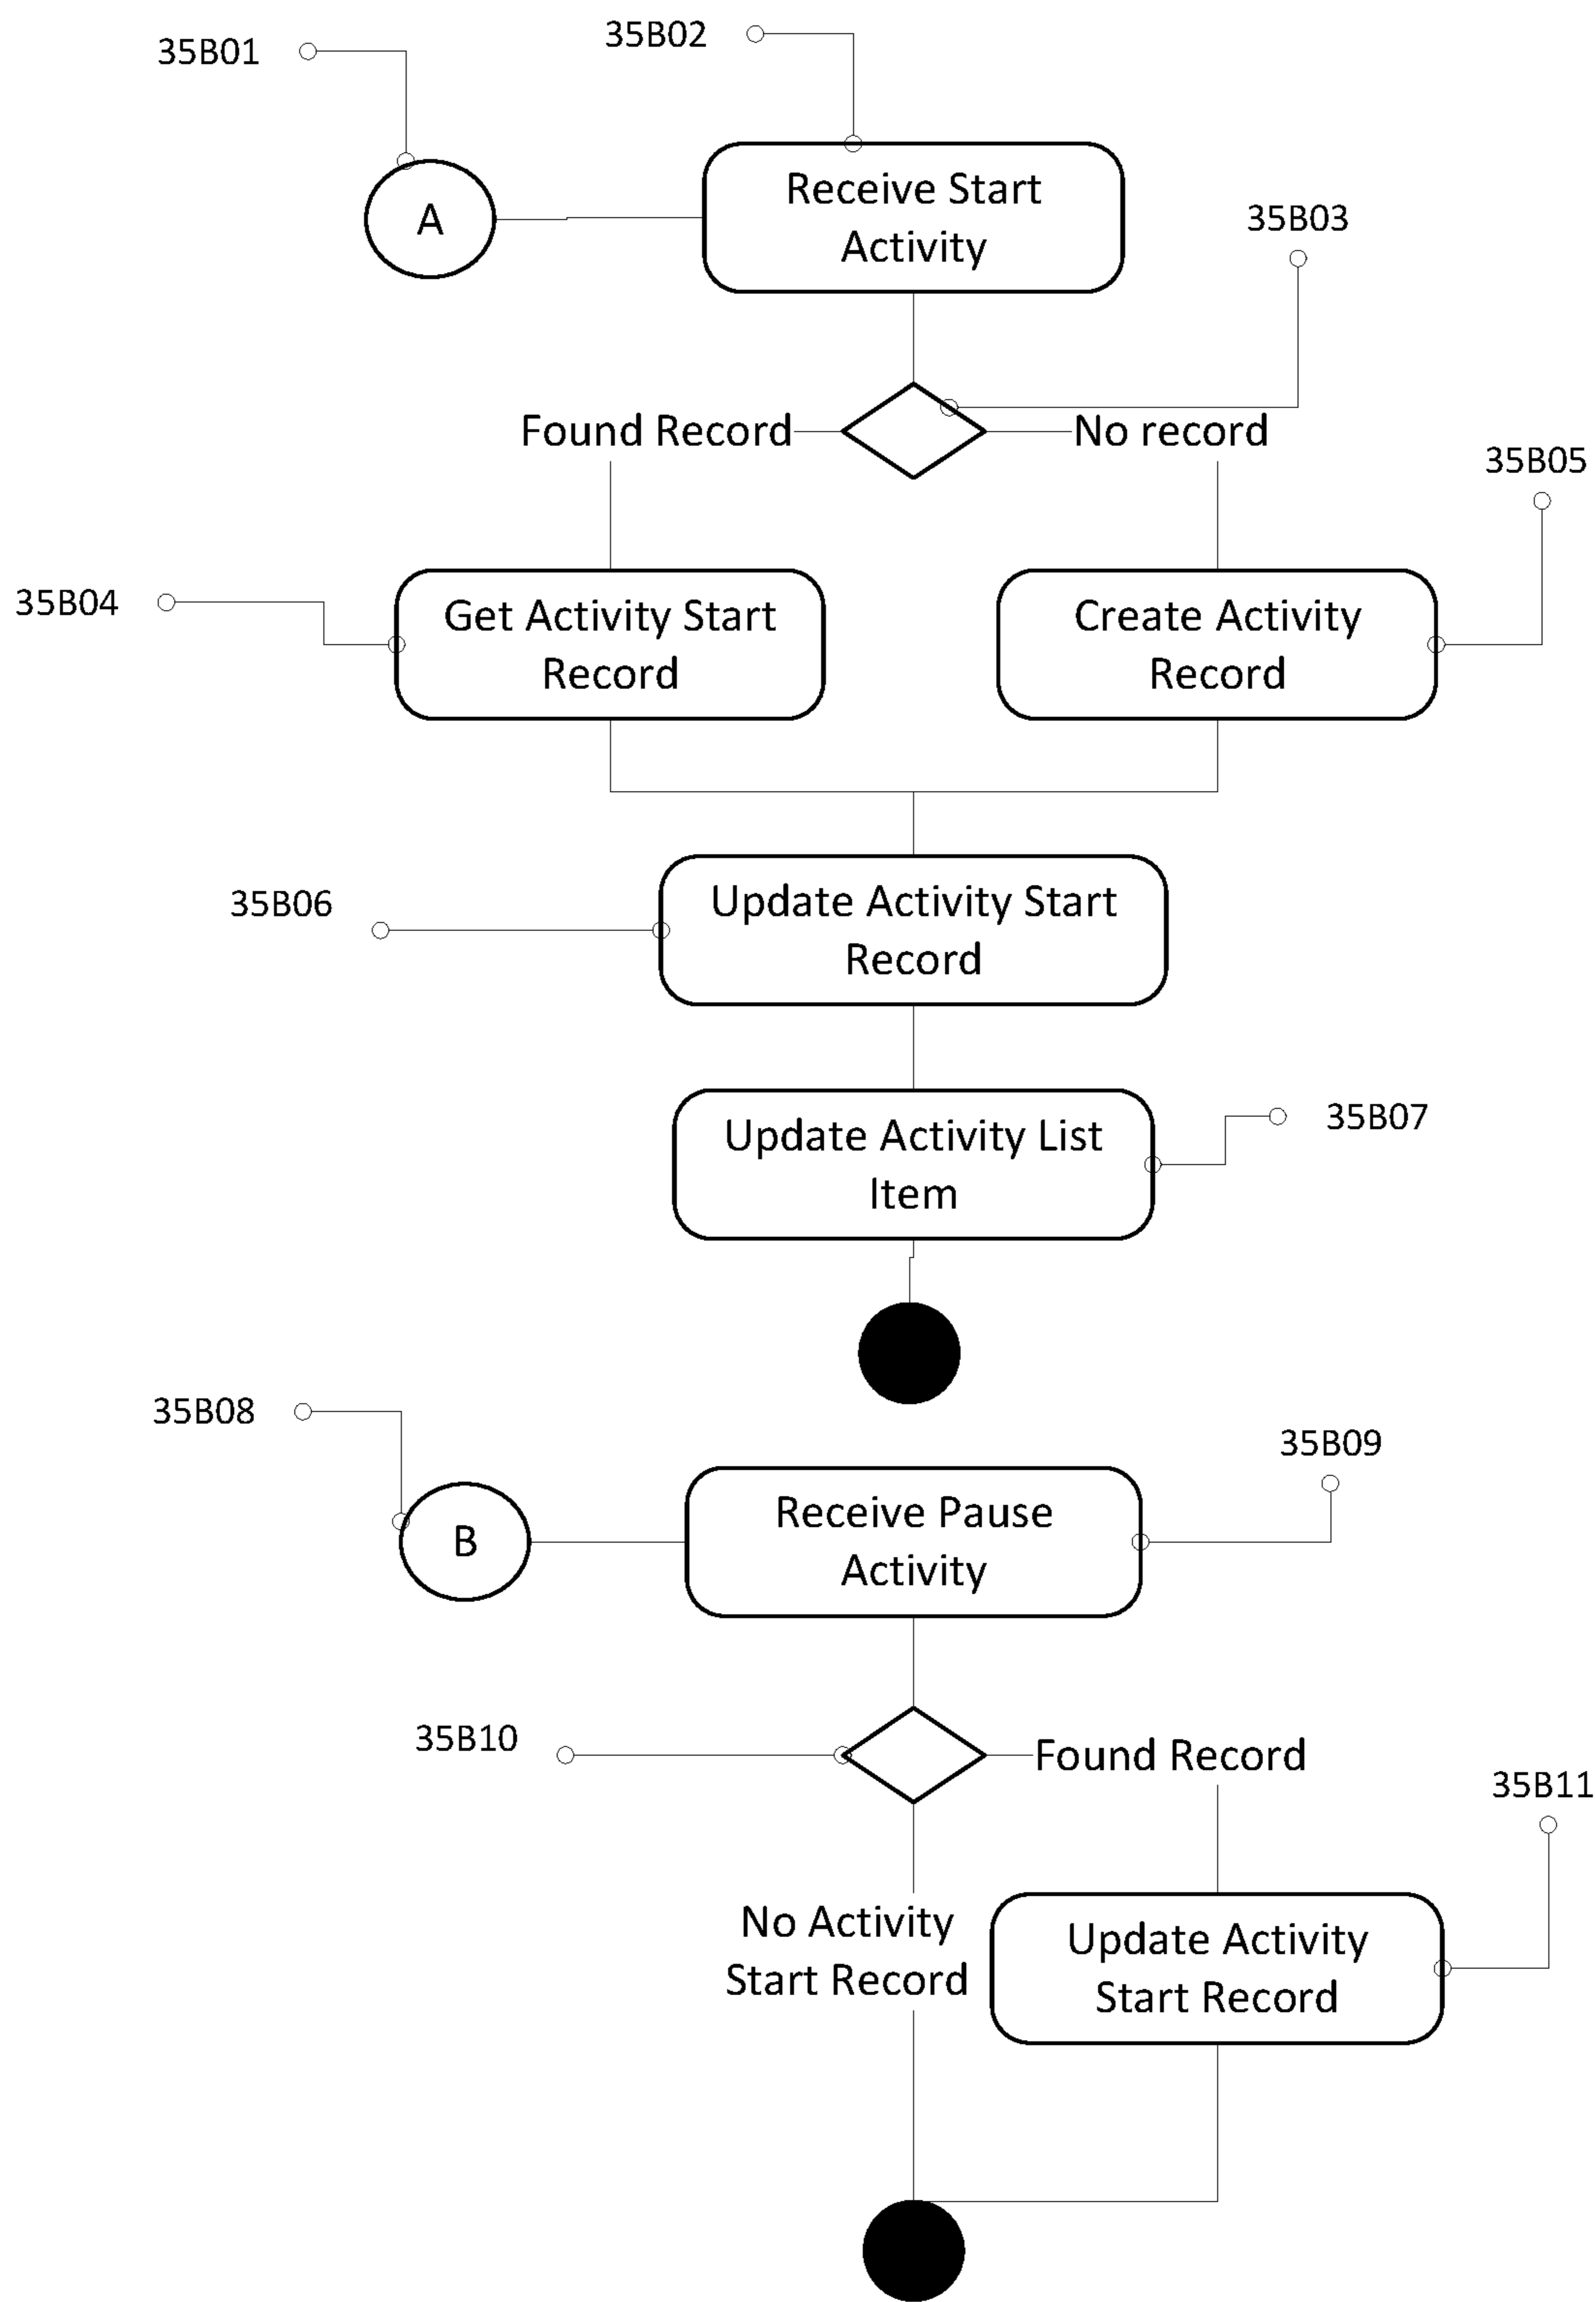 35B01
35B02
A
Receive Start
Activity
35B03
Found Record
No record
35B05
35B04
Get Activity Start
Record
Create Activity
Record
35B06
Update Activity Start
Record
Update Activity List
Item
35B07
35B08
35B09
B
Receive Pause
Activity
35B10
Found Record
35B11
No Activity
Start Record
Update Activity
Start Record